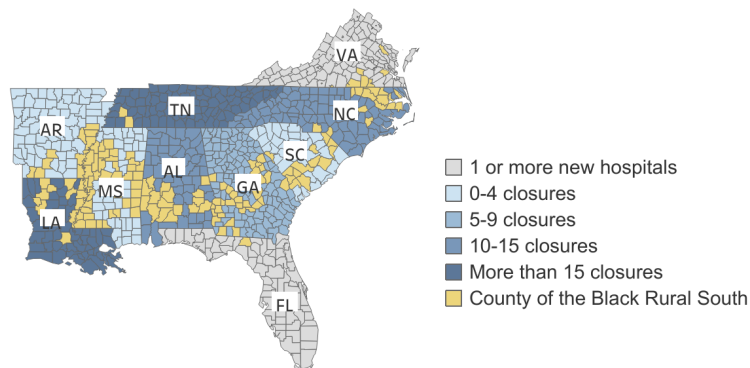 VA
TN
NC
AR
SC
AL
MS
GA
LA
FL
1 or more new hospitals
0-4 closures
5-9 closures
10-15 closures
More than 15 closures
County of the Black Rural South